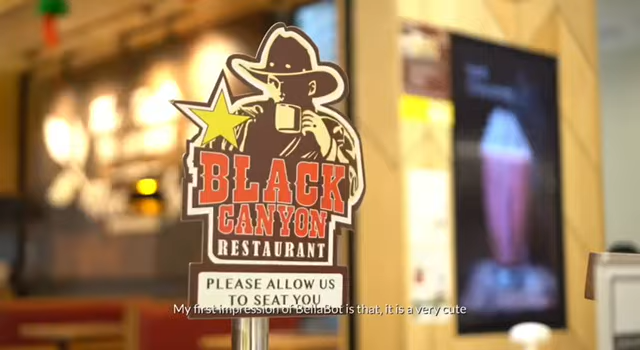 BLACK
CANYON
RESTAURANT
PLEASE ALLOW US
TO SEAT YOU
My first impression of BellaBot is that, it is a very cute